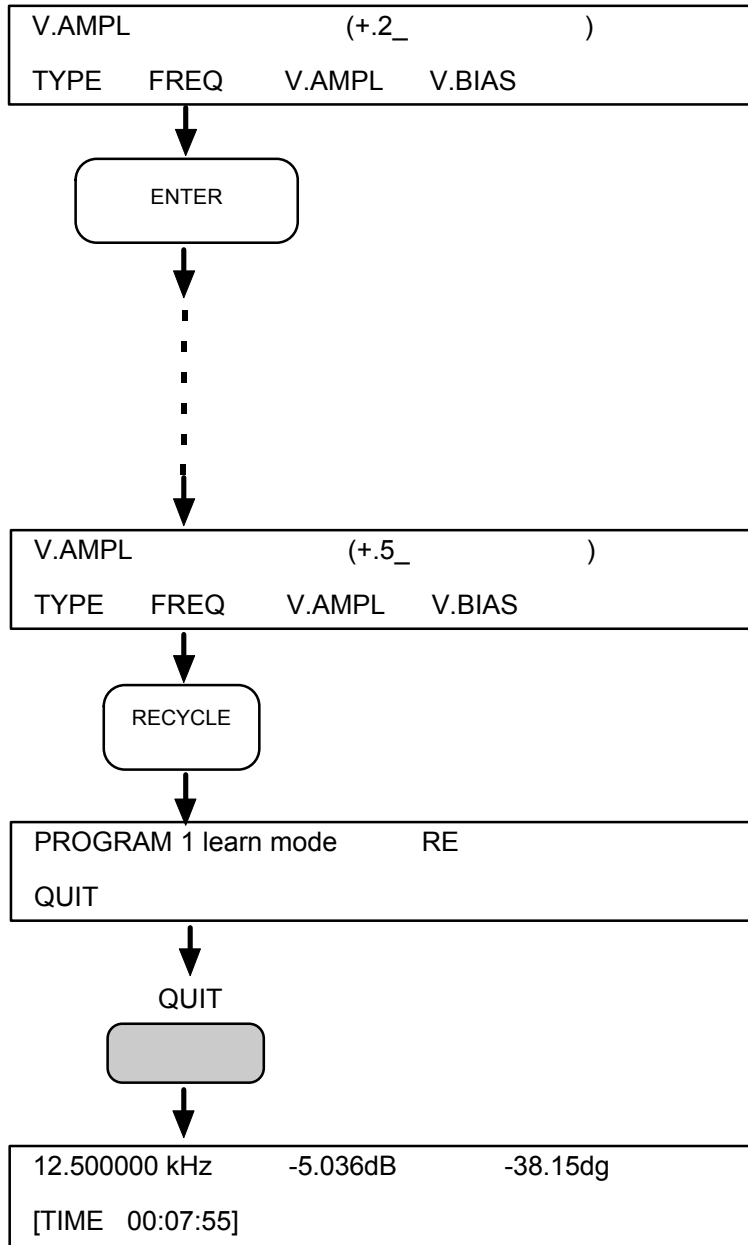 V.AMPL (+.2_ )
TYPE FREQ V.AMPL V.BIAS
ENTER
V.AMPL (+.5_ )
TYPE FREQ V.AMPL V.BIAS
RECYCLE
PROGRAM 1 learn mode RE
QUIT
QUIT
12.500000 kHz -5.036dB -38.15dg
[TIME 00:07:55]